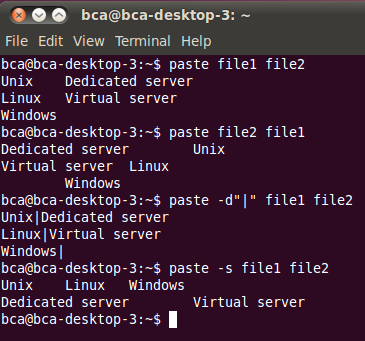 bca@bca-desktop-3: ~
File Edit View Terminal Help
bca@bca-desktop-3:~$ paste file1 file2
Unix    Dedicated server
Linux   Virtual server
Windows
bca@bca-desktop-3:~$ paste file2 file1
Dedicated server        Unix
Virtual server  Linux
        Windows
bca@bca-desktop-3:~$ paste -d"|" file1 file2
Unix|Dedicated server
Linux|Virtual server
Windows|
bca@bca-desktop-3:~$ paste -s file1 file2
Unix    Linux   Windows
Dedicated server        Virtual server
bca@bca-desktop-3:~$